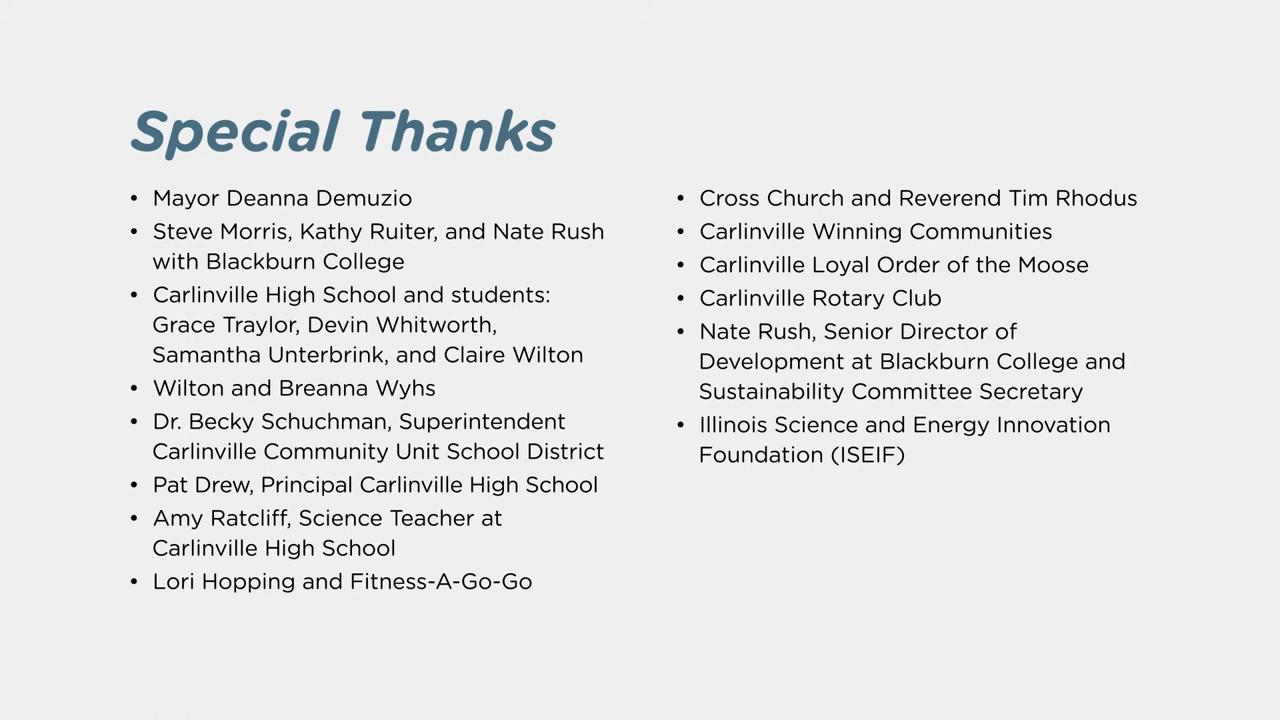 Special Thanks
• Mayor Deanna Demuzio
• Steve Morris, Kathy Ruiter, and Nate Rush
with Blackburn College
• Carlinville High School and students:
Grace Traylor, Devin Whitworth,
Samantha Unterbrink, and Claire Wilton
• Wilton and Breanna Wyhs
• Dr. Becky Schuchman, Superintendent
Carlinville Community Unit School District
• Pat Drew, Principal Carlinville High School
• Amy Ratcliff, Science Teacher at
Carlinville High School
• Lori Hopping and Fitness-A-Go-Go
• Cross Church and Reverend Tim Rhodus
• Carlinville Winning Communities
• Carlinville Loyal Order of the Moose
• Carlinville Rotary Club
• Nate Rush, Senior Director of
Development at Blackburn College and
Sustainability Committee Secretary
• Illinois Science and Energy Innovation
Foundation (ISEIF)